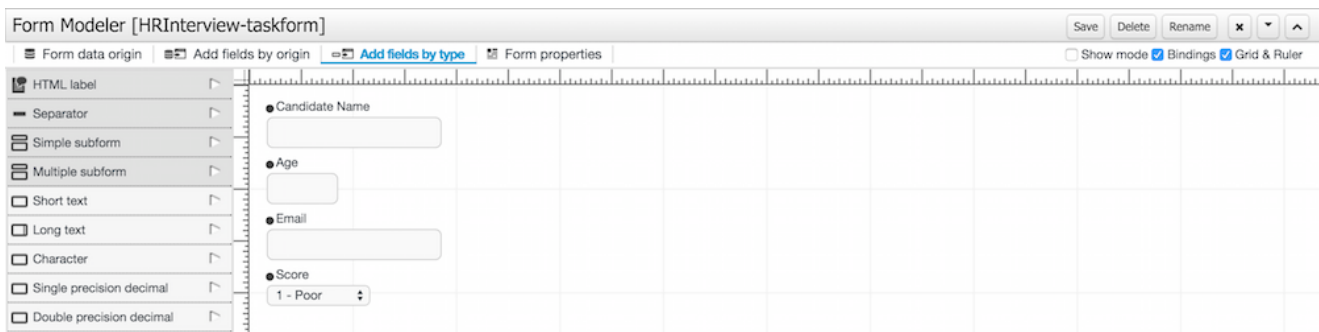 Form Modeler [HRInterview-taskform]
Save Delete Rename
Form data origin Add fields by origin Add fields by type Form properties
Show mode Bindings Grid & Ruler
HTML label
Separator
Simple subform
Multiple subform
Short text
Long text
Character
Single precision decimal
Double precision decimal
Candidate Name
Age
Email
Score
1 - Poor